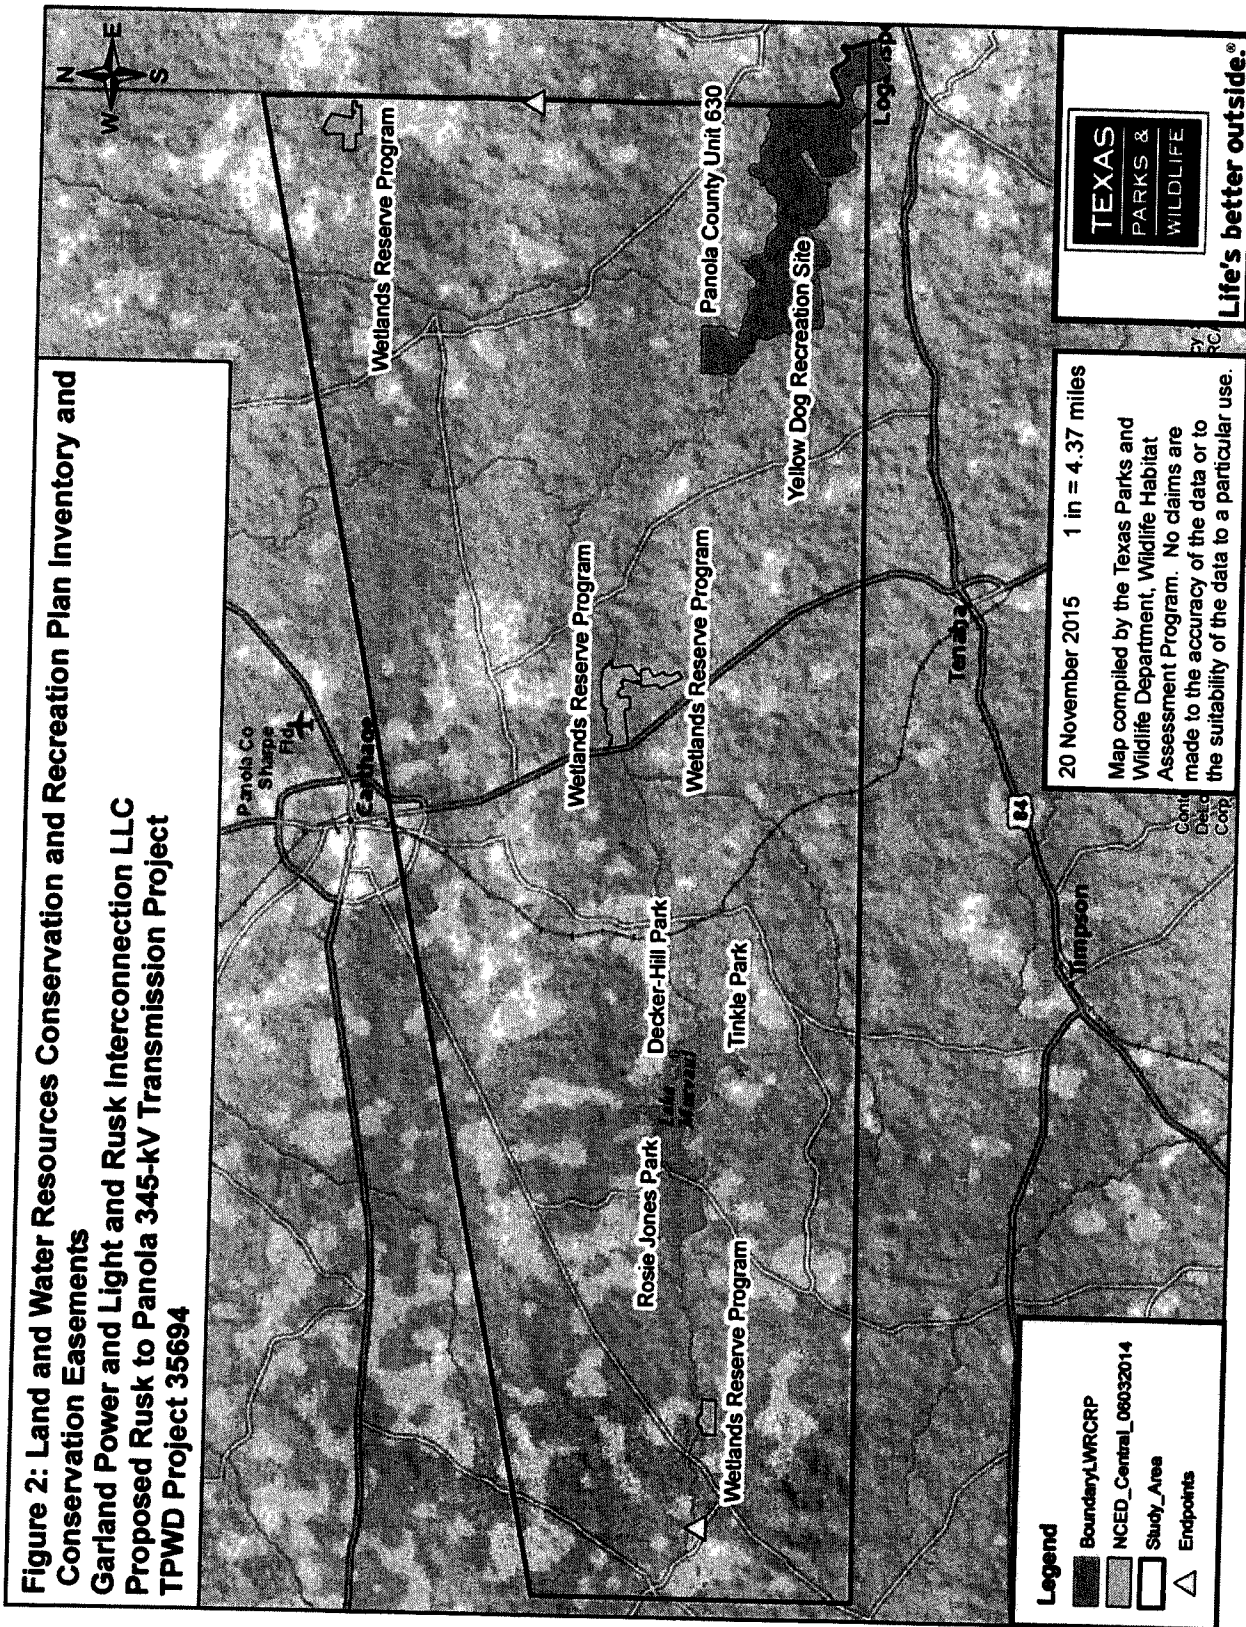 Figure 2: Land and Water Resources Conservation and Recreation Plan Inventory and
Conservation Easements
Garland Power and Light and Rusk Interconnection LLC
Proposed Rusk to Panola 345-kV Transmission Project
TPWD Project 35694
N
W
E
S
Panola Co
Sharpe
Fld
Carthage
Wetlands Reserve Program
Wetlands Reserve Program
Wetlands Reserve Program
Panola County Unit 630
Yellow Dog Recreation Site
Decker-Hill Park
Tinkle Park
Rosie Jones Park
Lake
Murvaul
Wetlands Reserve Program
Tenaha
84
Timpson
Legend
BoundaryLWRCRP
NCED_Central_06032014
Study_Area
Endpoints
20 November 2015 1 in = 4.37 miles
Map compiled by the Texas Parks and
Wildlife Department, Wildlife Habitat
Assessment Program. No claims are
made to the accuracy of the data or to
the suitability of the data to a particular use.
TEXAS
PARKS &
WILDLIFE
Life's better outside.®